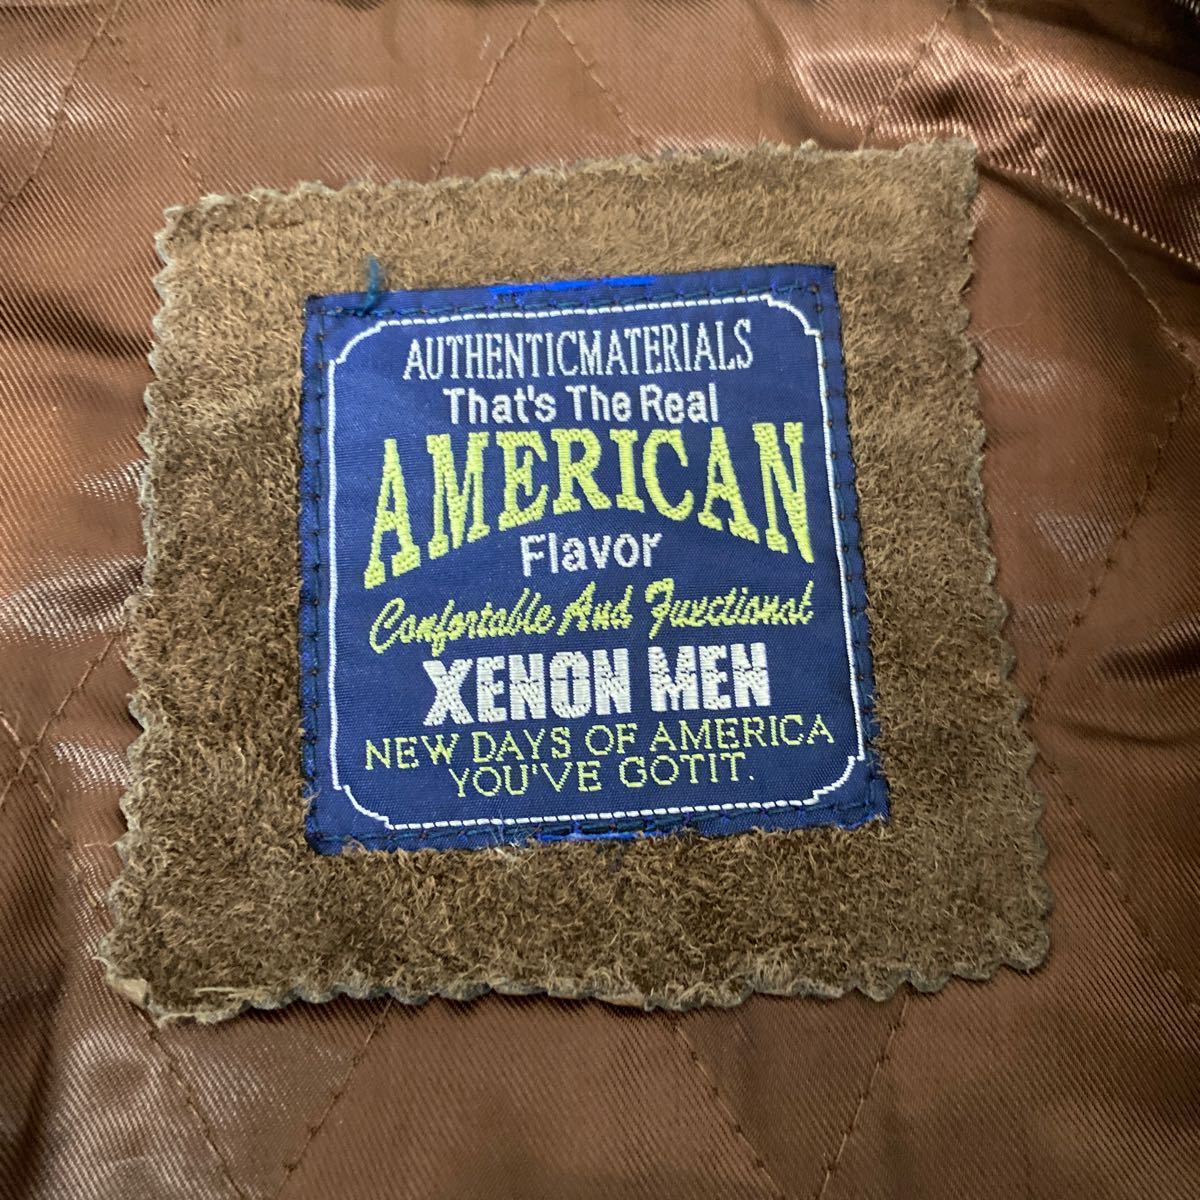 AUTHENTICMATERIALS
That's The Real
AMERICAN
Flavor
Comfortable And Functional
XENON MEN
NEW DAYS OF AMERICA
YOU'VE GOTIT.